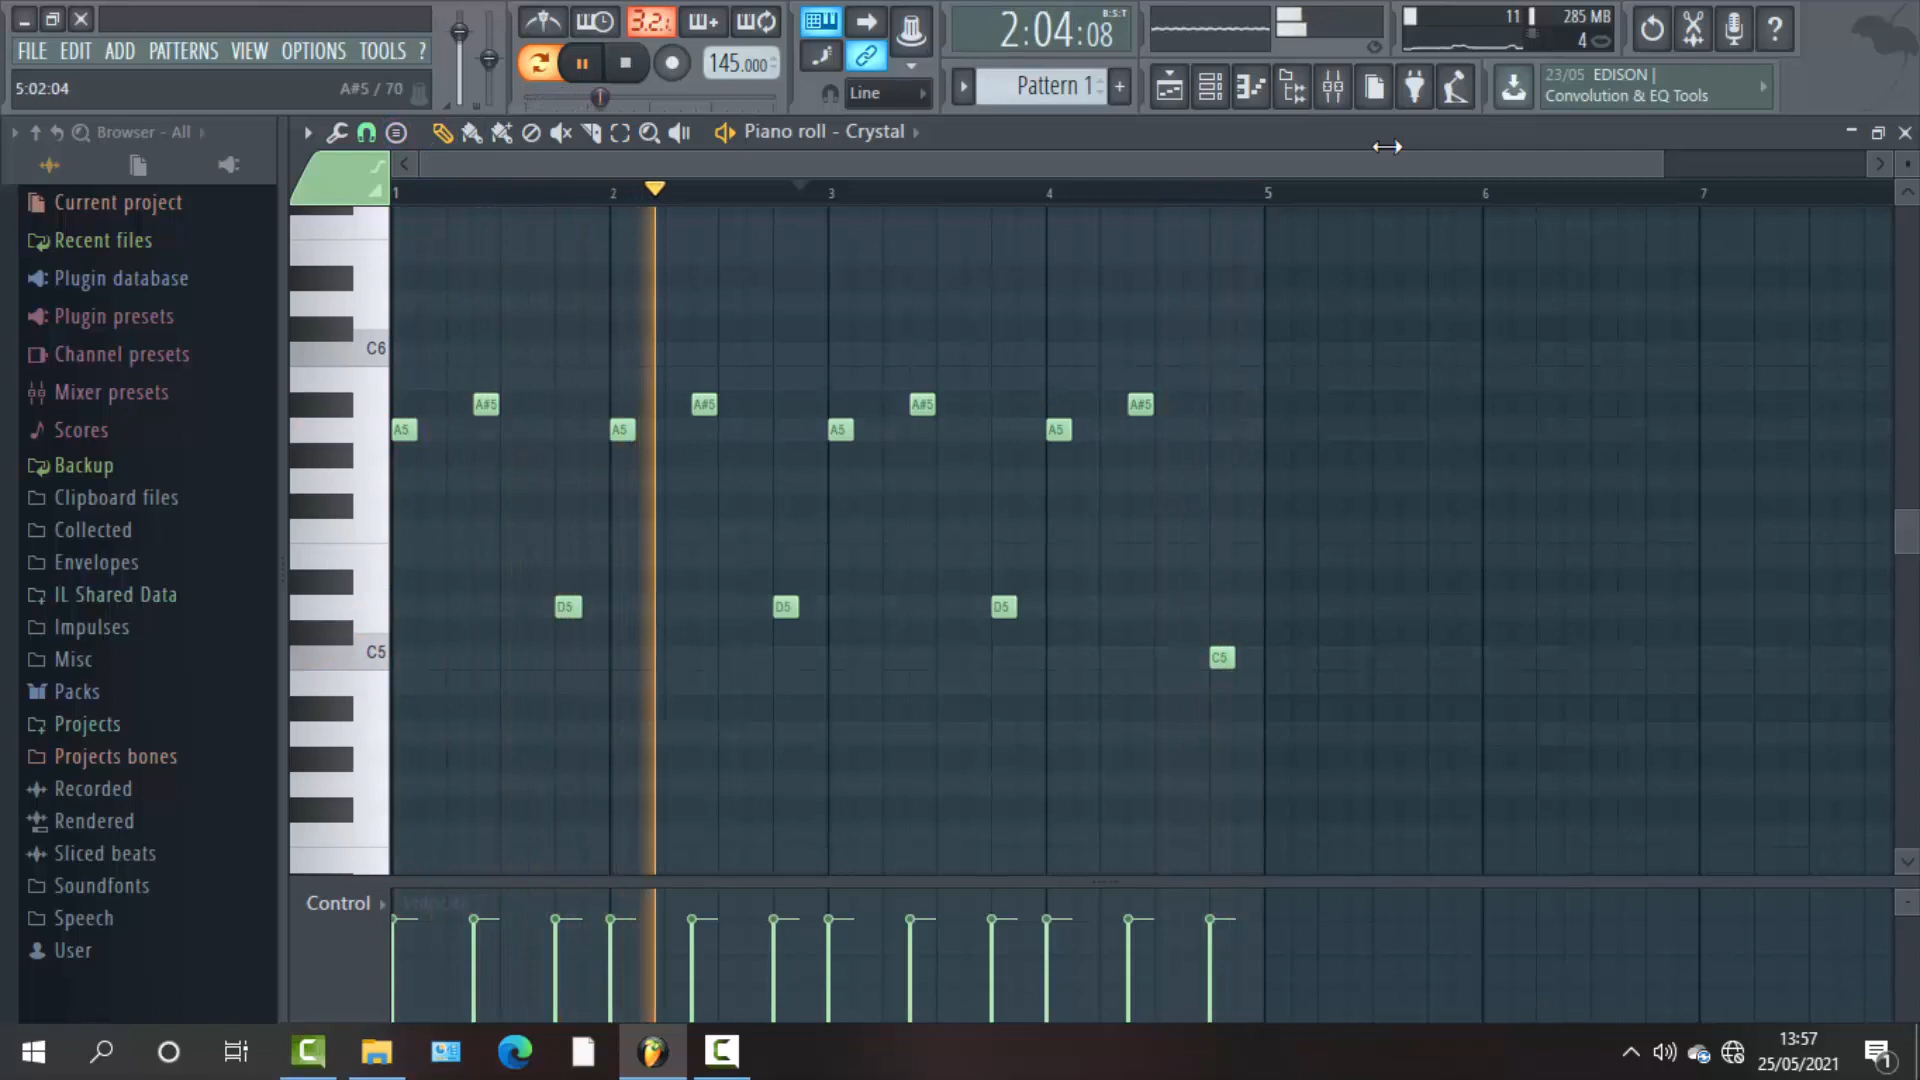 FILE EDIT ADD PATTERNS VIEW OPTIONS TOOLS ?
5:02:04 A#5 / 70
3.2.ı
145.000
Line
2:04:08
B:S:T
Pattern 1
+
11
285 MB
4
?
23/05 EDISON |
Convolution & EQ Tools
Browser - All
Piano roll - Crystal
Current project
Recent files
Plugin database
Plugin presets
Channel presets
Mixer presets
Scores
Backup
Clipboard files
Collected
Envelopes
IL Shared Data
Impulses
Misc
Packs
Projects
Projects bones
Recorded
Rendered
Sliced beats
Soundfonts
Speech
User
1 2 3 4 5 6 7
C6
A#5 A#5 A#5 A#5
A5 A5 A5 A5
D5 D5 D5
C5 C5
Control
13:57
25/05/2021
1